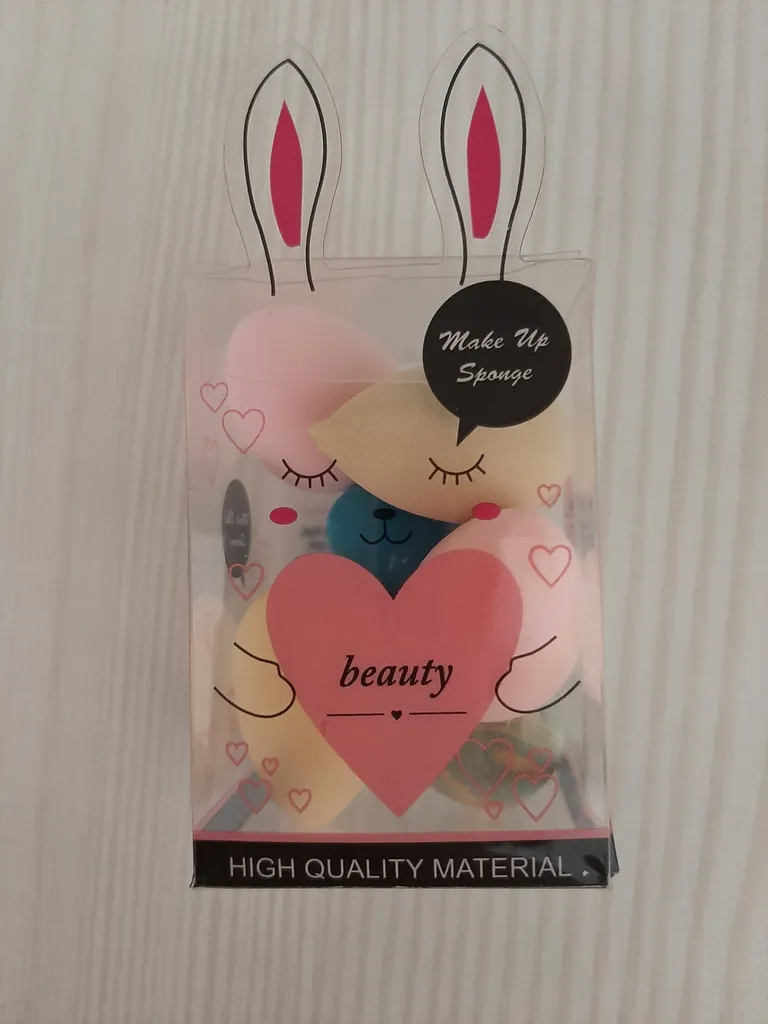 Make Up
Sponge
beauty
HIGH QUALITY MATERIAL